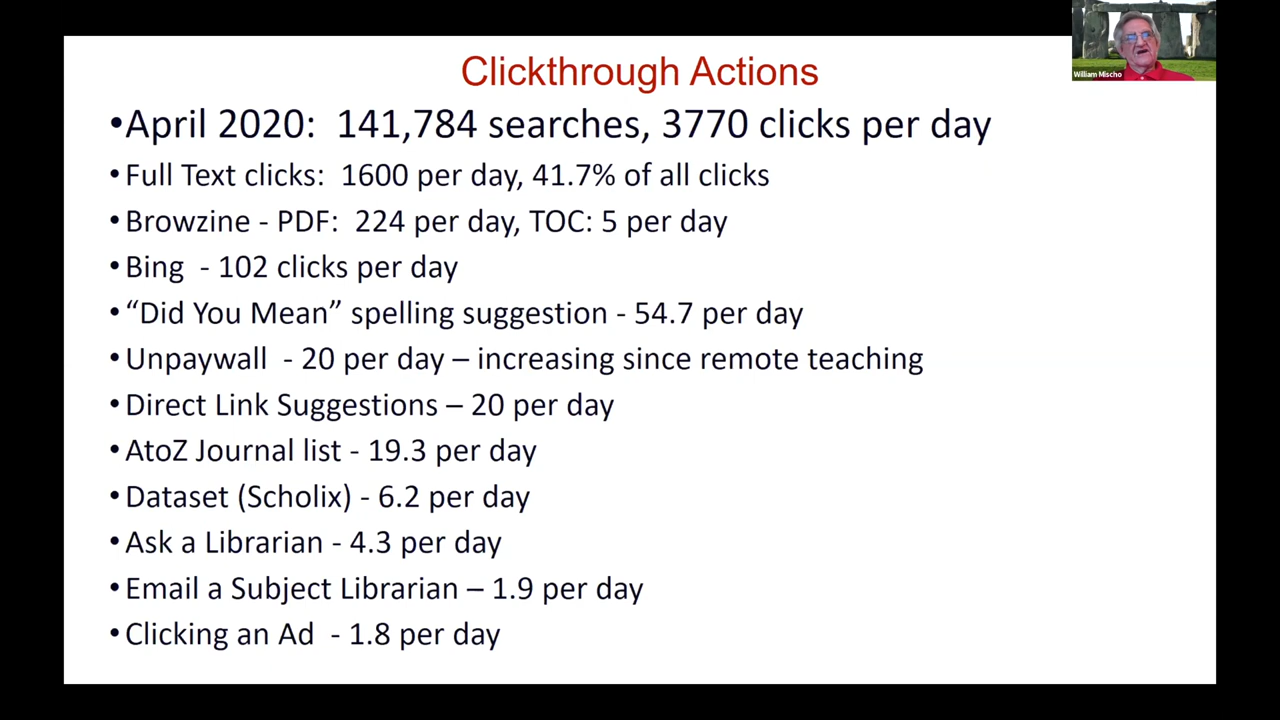 William Mischo
Clickthrough Actions
•April 2020:  141,784 searches, 3770 clicks per day
•Full Text clicks:  1600 per day, 41.7% of all clicks
•Browzine - PDF:  224 per day, TOC: 5 per day
•Bing  - 102 clicks per day
•“Did You Mean” spelling suggestion - 54.7 per day
•Unpaywall  - 20 per day – increasing since remote teaching
•Direct Link Suggestions – 20 per day
•AtoZ Journal list - 19.3 per day
•Dataset (Scholix) - 6.2 per day
•Ask a Librarian - 4.3 per day
•Email a Subject Librarian – 1.9 per day
•Clicking an Ad  - 1.8 per day